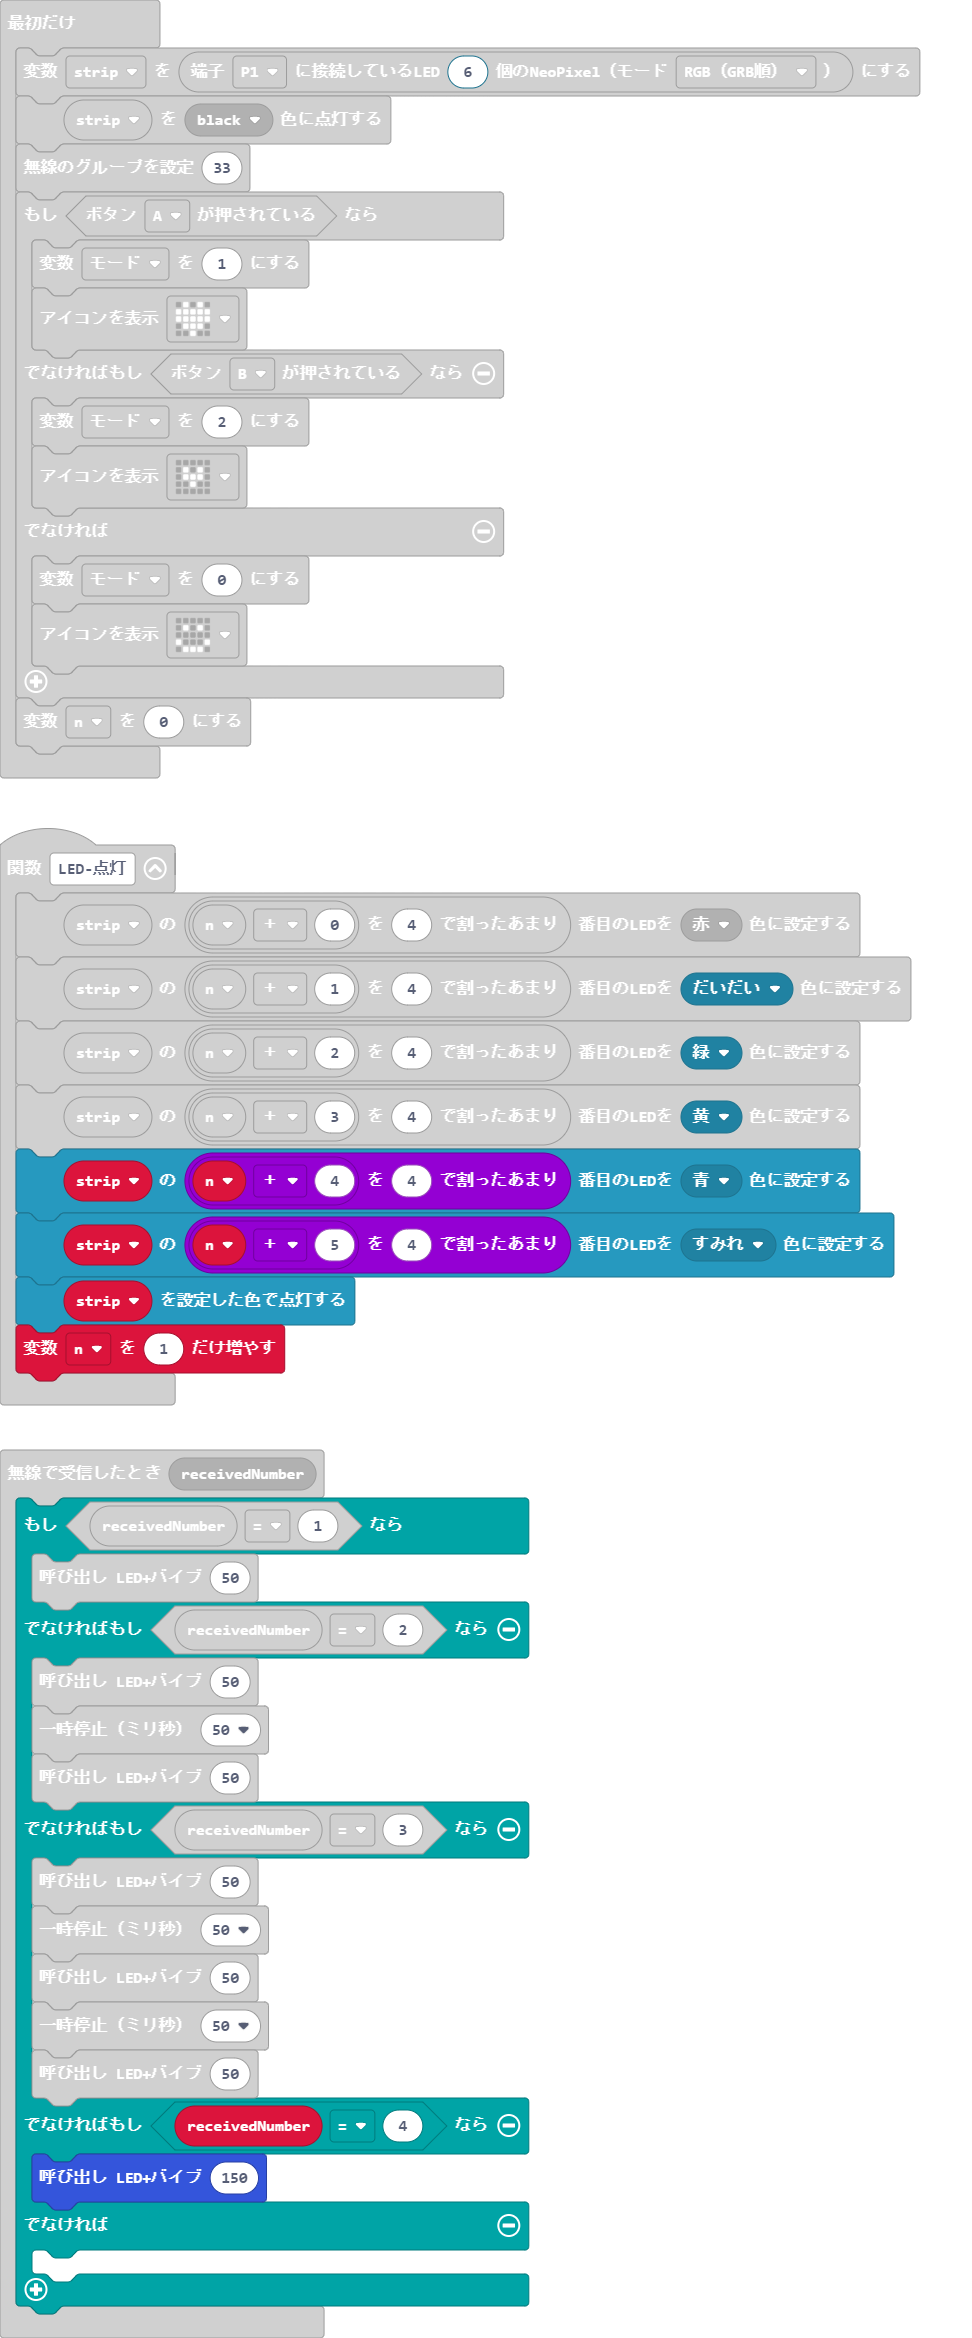 最初だけ
変数 strip を 端子 P1 に接続しているLED 6 個のNeoPixel（モード RGB（GRB順） ） にする
strip を black 色に点灯する
無線のグループを設定 33
もし ボタン A が押されている なら
変数 モード を 1 にする
アイコンを表示
でなければもし ボタン B が押されている なら
変数 モード を 2 にする
アイコンを表示
でなければ
変数 モード を 0 にする
アイコンを表示
変数 n を 0 にする
関数 LED-点灯
strip の n + 0 を 4 で割ったあまり 番目のLEDを 赤 色に設定する
strip の n + 1 を 4 で割ったあまり 番目のLEDを だいだい 色に設定する
strip の n + 2 を 4 で割ったあまり 番目のLEDを 緑 色に設定する
strip の n + 3 を 4 で割ったあまり 番目のLEDを 黄 色に設定する
strip の n + 4 を 4 で割ったあまり 番目のLEDを 青 色に設定する
strip の n + 5 を 4 で割ったあまり 番目のLEDを すみれ 色に設定する
strip を設定した色で点灯する
変数 n を 1 だけ増やす
無線で受信したとき receivedNumber
もし receivedNumber = 1 なら
呼び出し LED+バイブ 50
でなければもし receivedNumber = 2 なら
呼び出し LED+バイブ 50
一時停止（ミリ秒） 50
呼び出し LED+バイブ 50
でなければもし receivedNumber = 3 なら
呼び出し LED+バイブ 50
一時停止（ミリ秒） 50
呼び出し LED+バイブ 50
一時停止（ミリ秒） 50
呼び出し LED+バイブ 50
でなければもし receivedNumber = 4 なら
呼び出し LED+バイブ 150
でなければ